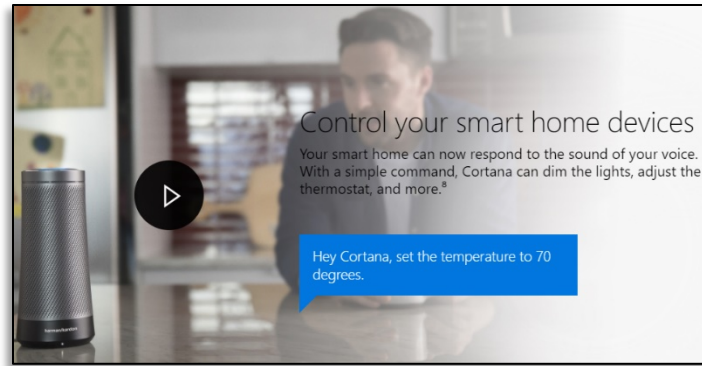 Control your smart home devices
Your smart home can now respond to the sound of your voice.
With a simple command, Cortana can dim the lights, adjust the
thermostat, and more.⁸
Hey Cortana, set the temperature to 70
degrees.
harman/kardon